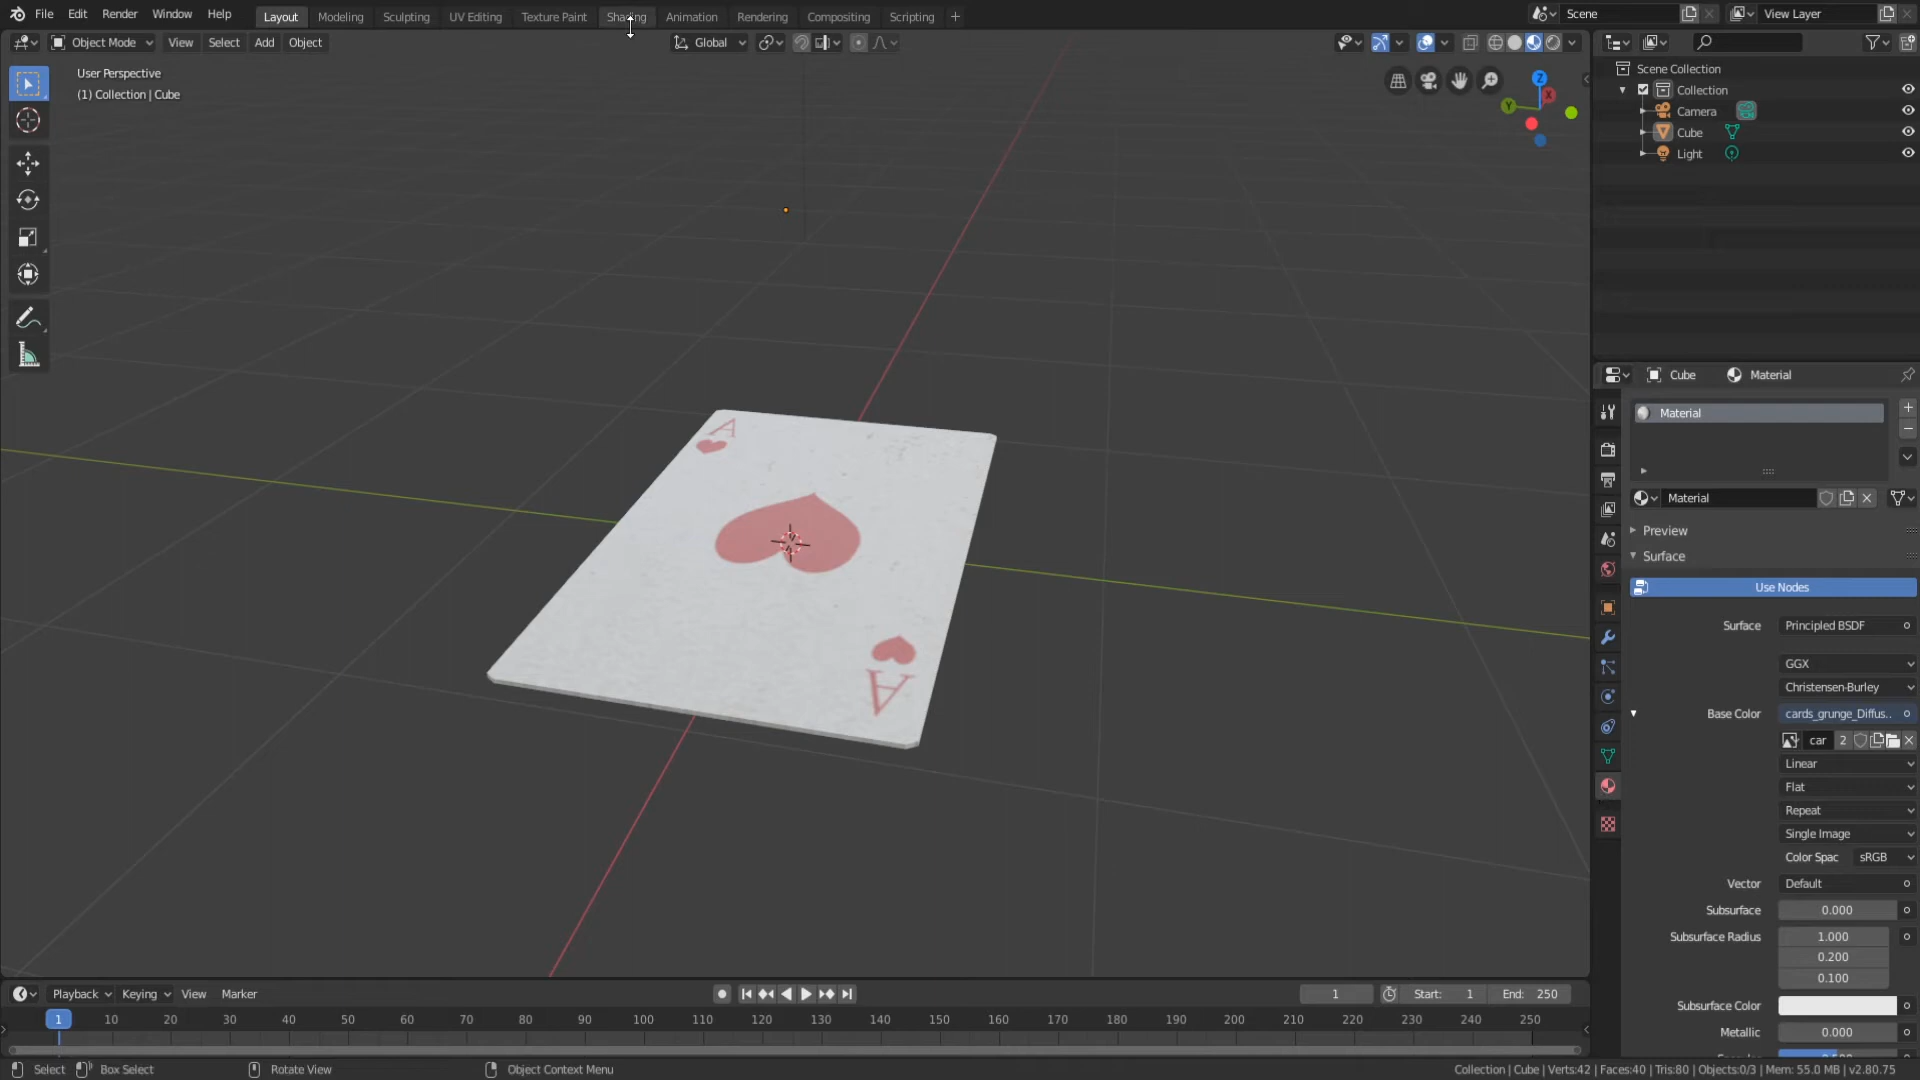 File Edit Render Window Help Layout Modeling Sculpting UV Editing Texture Paint Shading Animation Rendering Compositing Scripting + Scene View Layer
Object Mode View Select Add Object Global
User Perspective
(1) Collection | Cube
Z
X
Y
Scene Collection
Collection
Camera
Cube
Light
A
A
Cube Material
Material
Material
Preview
Surface
Use Nodes
Surface Principled BSDF
GGX
Christensen-Burley
Base Color cards_grunge_Diffus..
car 2
Linear
Flat
Repeat
Single Image
Color Spac sRGB
Vector Default
Subsurface 0.000
Subsurface Radius 1.000
0.200
0.100
Subsurface Color
Metallic 0.000
Playback Keying View Marker 1 Start: 1 End: 250
1 10 20 30 40 50 60 70 80 90 100 110 120 130 140 150 160 170 180 190 200 210 220 230 240 250
Select Box Select Rotate View Object Context Menu Collection | Cube | Verts:42 | Faces:40 | Tris:80 | Objects:0/3 | Mem: 55.0 MB | v2.80.75